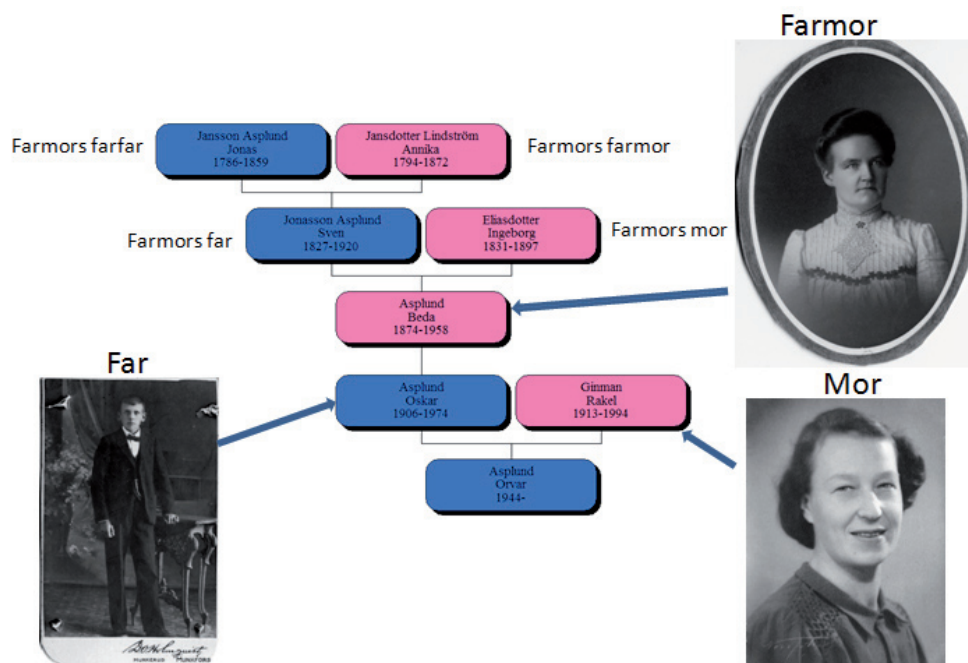 Farmor
Farmors farfar
Jansson Asplund
Jonas
1786-1859
Jansdotter Lindström
Annika
1794-1872
Farmors farmor
Farmors far
Jonasson Asplund
Sven
1827-1920
Eliasdotter
Ingeborg
1831-1897
Farmors mor
Asplund
Beda
1874-1958
Far
Asplund
Oskar
1906-1974
Ginman
Rakel
1913-1994
Mor
Asplund
Orvar
1944-
MUNKFORS